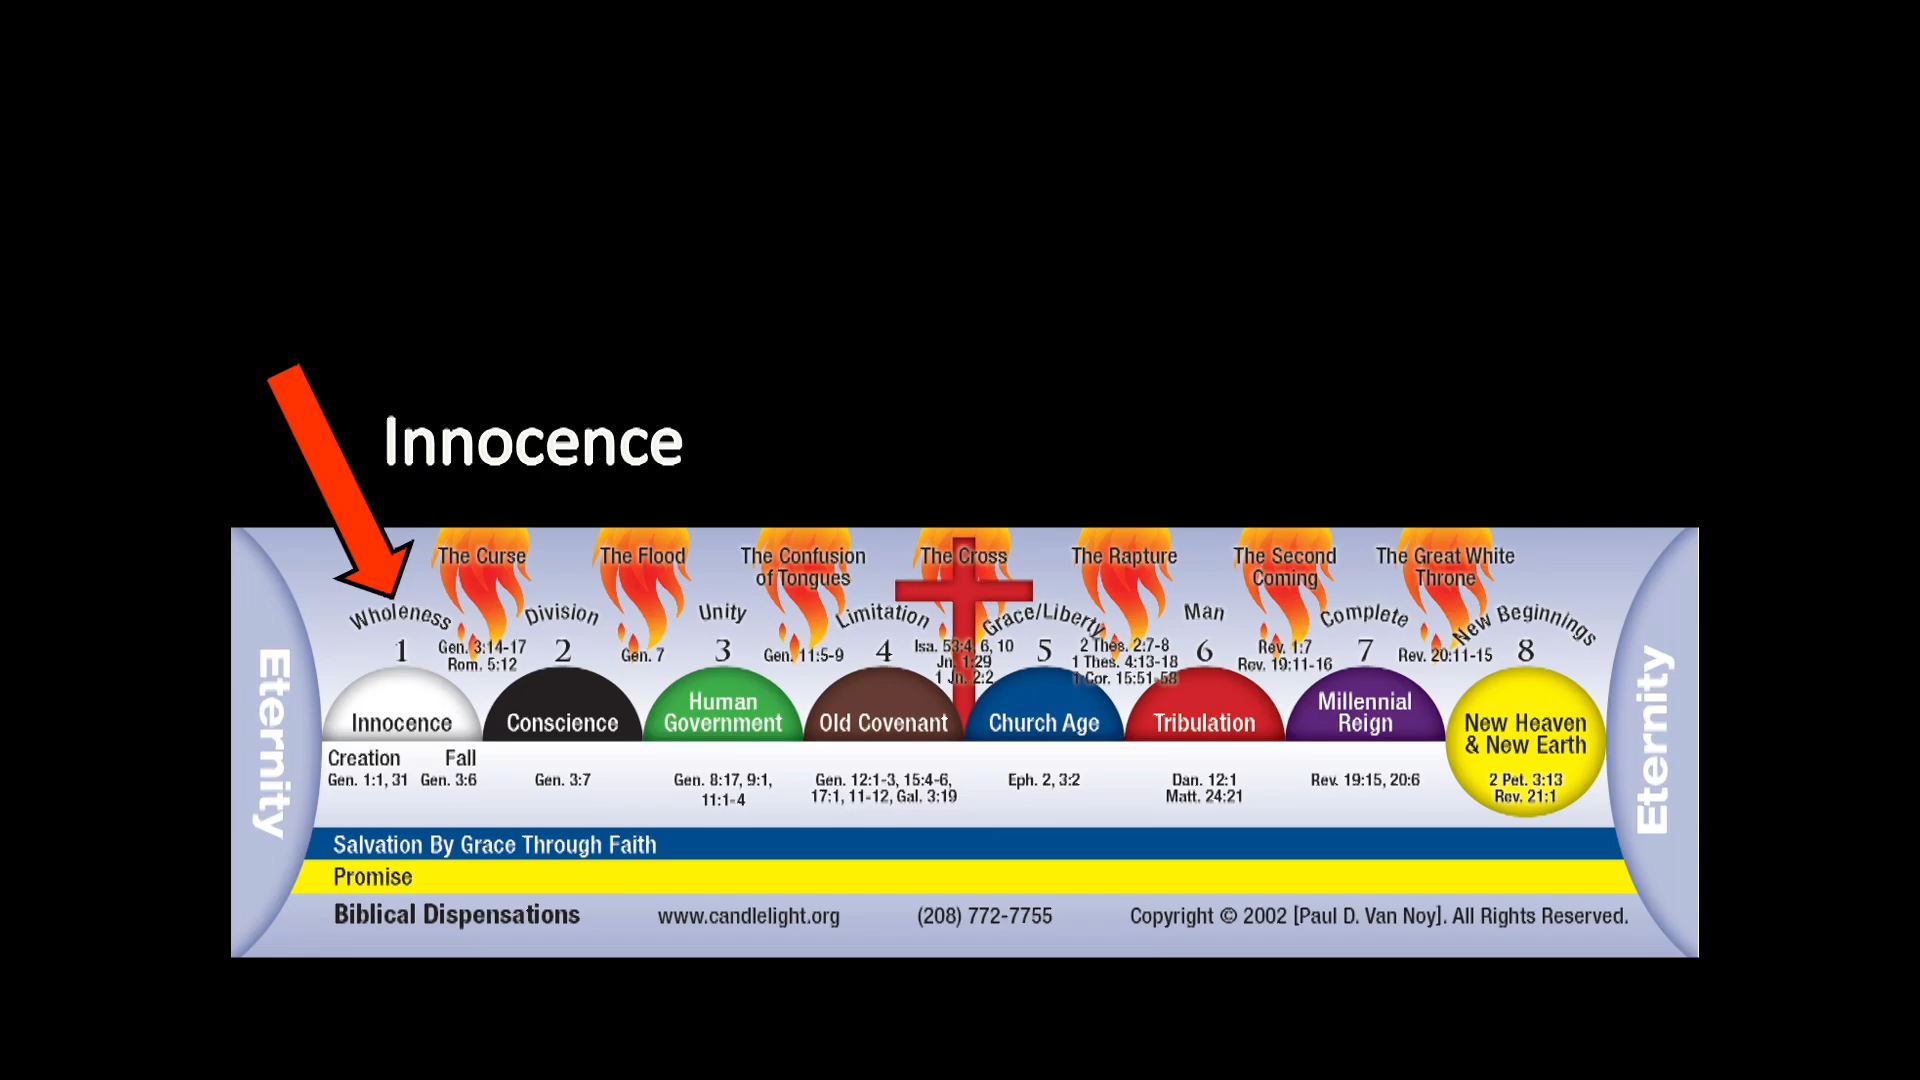 Innocence
The Curse
The Flood
The Confusion
of Tongues
The Cross
The Rapture
The Second
Coming
The Great White
Throne
Wholeness
Division
Unity
Limitation
Grace/Liberty
Man
Complete
New Beginnings
1
Gen. 3:14-17
Rom. 5:12
2
Gen. 7
3
Gen. 11:5-9
4
Isa. 53:4, 6, 10
Jn. 1:29
1 Jn. 2:2
5
2 Thes. 2:7-8
1 Thes. 4:13-18
1 Cor. 15:51-58
6
Rev. 1:7
Rev. 19:11-16
7
Rev. 20:11-15
8
Eternity
Innocence
Conscience
Human
Government
Old Covenant
Church Age
Tribulation
Millennial
Reign
New Heaven
& New Earth
Eternity
Creation
Gen. 1:1, 31
Fall
Gen. 3:6
Gen. 3:7
Gen. 8:17, 9:1,
11:1-4
Gen. 12:1-3, 15:4-6,
17:1, 11-12, Gal. 3:19
Eph. 2, 3:2
Dan. 12:1
Matt. 24:21
Rev. 19:15, 20:6
2 Pet. 3:13
Rev. 21:1
Salvation By Grace Through Faith
Promise
Biblical Dispensations www.candlelight.org (208) 772-7755 Copyright © 2002 [Paul D. Van Noy]. All Rights Reserved.